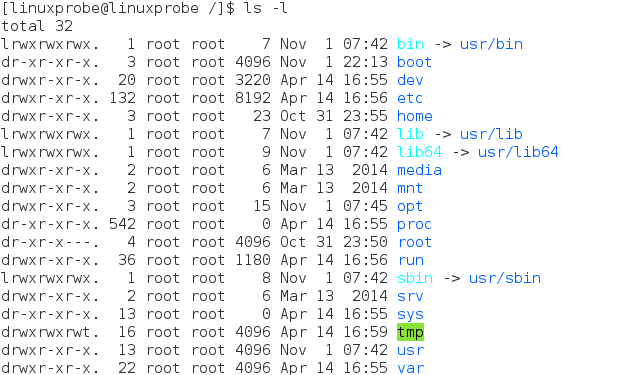 [linuxprobe@linuxprobe /]$ ls -l
total 32
lrwxrwxrwx.   1 root root    7 Nov  1 07:42 bin -> usr/bin
dr-xr-xr-x.   3 root root 4096 Nov  1 22:13 boot
drwxr-xr-x.  20 root root 3220 Apr 14 16:55 dev
drwxr-xr-x. 132 root root 8192 Apr 14 16:56 etc
drwxr-xr-x.   3 root root   23 Oct 31 23:55 home
lrwxrwxrwx.   1 root root    7 Nov  1 07:42 lib -> usr/lib
lrwxrwxrwx.   1 root root    9 Nov  1 07:42 lib64 -> usr/lib64
drwxr-xr-x.   2 root root    6 Mar 13  2014 media
drwxr-xr-x.   2 root root    6 Mar 13  2014 mnt
drwxr-xr-x.   3 root root   15 Nov  1 07:45 opt
dr-xr-xr-x. 542 root root    0 Apr 14 16:55 proc
dr-xr-x---.   4 root root 4096 Oct 31 23:50 root
drwxr-xr-x.  36 root root 1180 Apr 14 16:56 run
lrwxrwxrwx.   1 root root    8 Nov  1 07:42 sbin -> usr/sbin
drwxr-xr-x.   2 root root    6 Mar 13  2014 srv
dr-xr-xr-x.  13 root root    0 Apr 14 16:55 sys
drwxrwxrwt.  16 root root 4096 Apr 14 16:59 tmp
drwxr-xr-x.  13 root root 4096 Nov  1 07:42 usr
drwxr-xr-x.  22 root root 4096 Apr 14 16:55 var